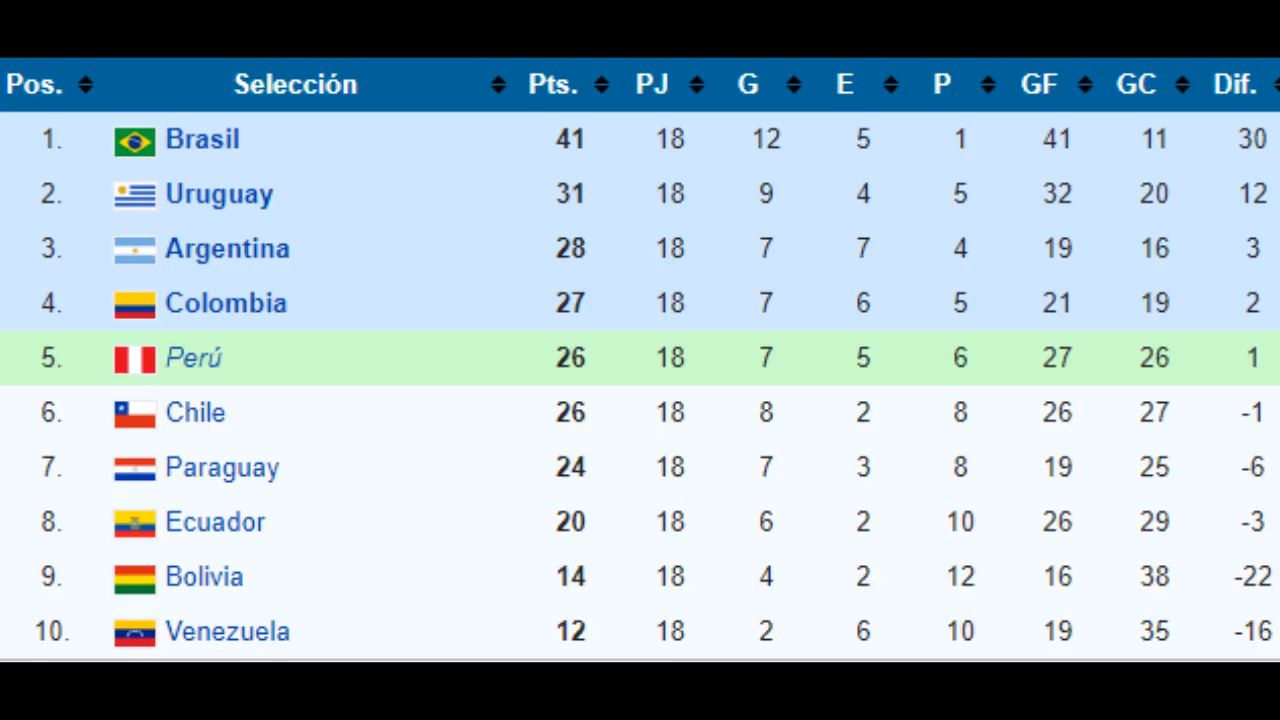 Pos. Selección Pts. PJ G E P GF GC Dif.
1. Brasil 41 18 12 5 1 41 11 30
2. Uruguay 31 18 9 4 5 32 20 12
3. Argentina 28 18 7 7 4 19 16 3
4. Colombia 27 18 7 6 5 21 19 2
5. Perú 26 18 7 5 6 27 26 1
6. Chile 26 18 8 2 8 26 27 -1
7. Paraguay 24 18 7 3 8 19 25 -6
8. Ecuador 20 18 6 2 10 26 29 -3
9. Bolivia 14 18 4 2 12 16 38 -22
10. Venezuela 12 18 2 6 10 19 35 -16